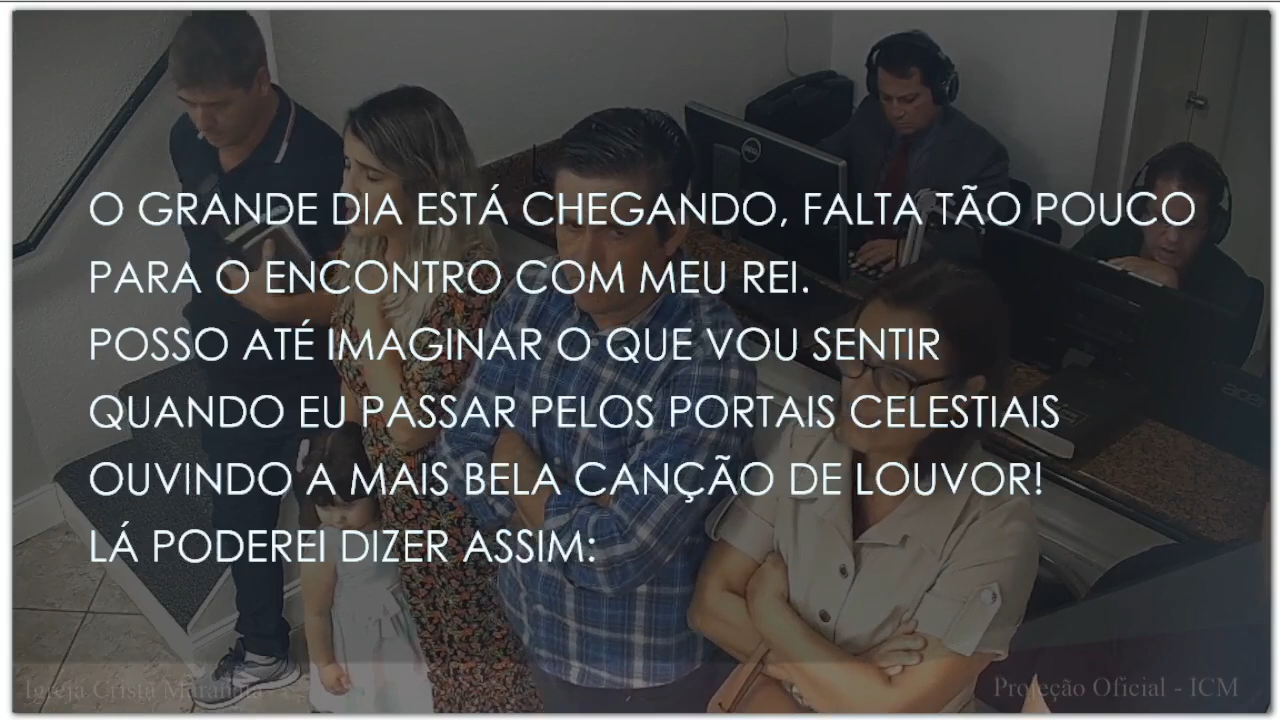 O GRANDE DIA ESTÁ CHEGANDO, FALTA TÃO POUCO
PARA O ENCONTRO COM MEU REI.
POSSO ATÉ IMAGINAR O QUE VOU SENTIR
QUANDO EU PASSAR PELOS PORTAIS CELESTIAIS
OUVINDO A MAIS BELA CANÇÃO DE LOUVOR!
LÁ PODEREI DIZER ASSIM:
DELL
acer
Igreja Cristã Maranata
Projeção Oficial - ICM